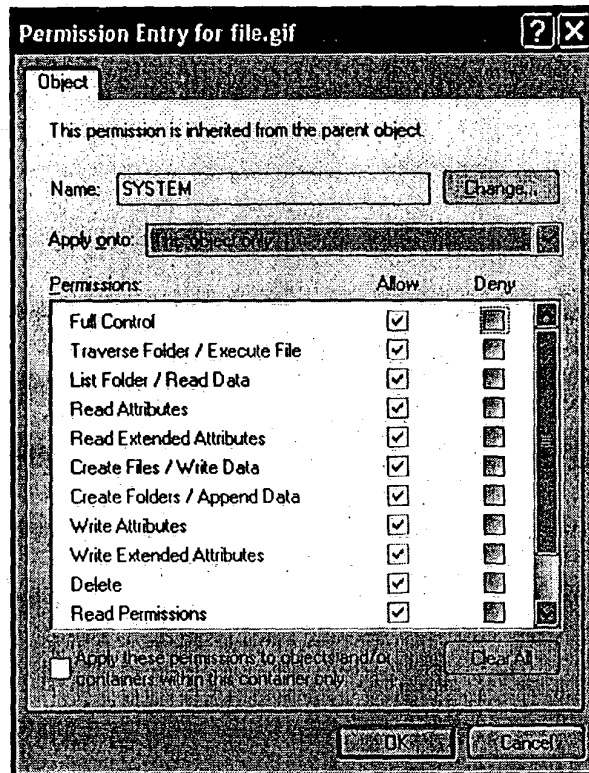 Permission Entry for file.gif
Object
This permission is inherited from the parent object.
Name: SYSTEM Change...
Apply onto: This object only
Permissions: Allow Deny
Full Control
Traverse Folder / Execute File
List Folder / Read Data
Read Attributes
Read Extended Attributes
Create Files / Write Data
Create Folders / Append Data
Write Attributes
Write Extended Attributes
Delete
Read Permissions
Apply these permissions to objects and/or containers within this container only
Clear All
OK Cancel